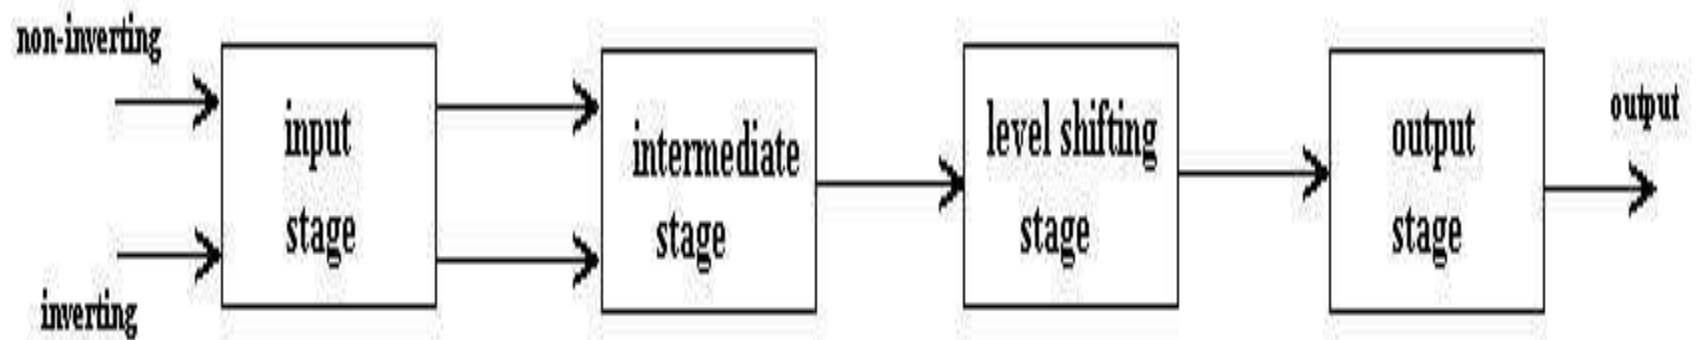 non-inverting
inverting
input
stage
intermediate
stage
level shifting
stage
output
stage
output